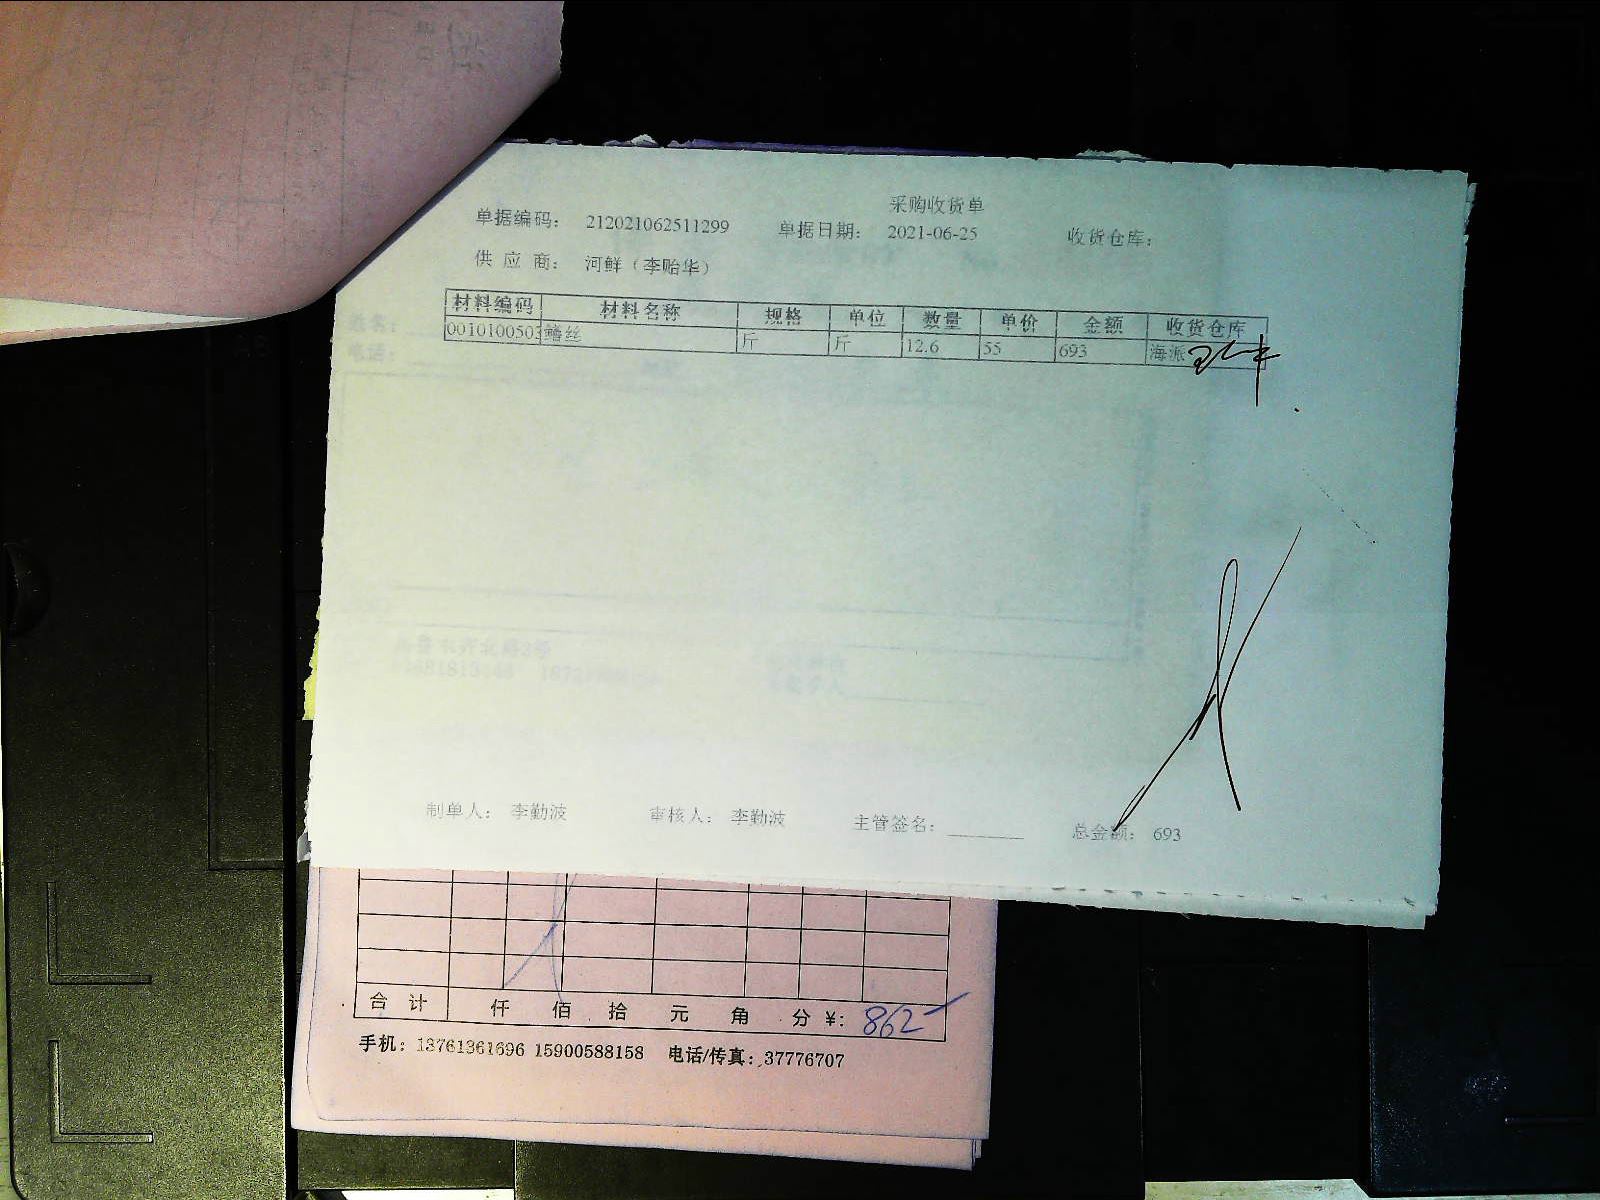 采购收货单
单据编码： 212021062511299 单据日期： 2021-06-25 收货仓库：
供 应 商： 河鲜（李贻华）
材料编码 材料名称 规格 单位 数量 单价 金额 收货仓库
0010100503 鳝丝 斤 斤 12.6 55 693 海派
制单人： 李勤波 审核人： 李勤波 主管签名： 总金额： 693
合 计 仟 佰 拾 元 角 分 ¥: 862
手机：13761361696 15900588158 电话/传真：37776707